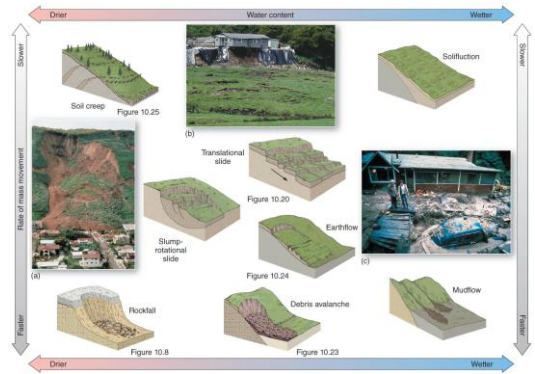 Drier Water content Wetter
Slower
Slower
Soil creep
Figure 10.25
(b)
Solifluction
Rate of mass movement
Translational
slide
Figure 10.20
Slump-
rotational
slide
Earthflow
Figure 10.24
(a)
(c)
Rockfall
Figure 10.8
Debris avalanche
Figure 10.23
Mudflow
Faster
Faster
Drier Wetter